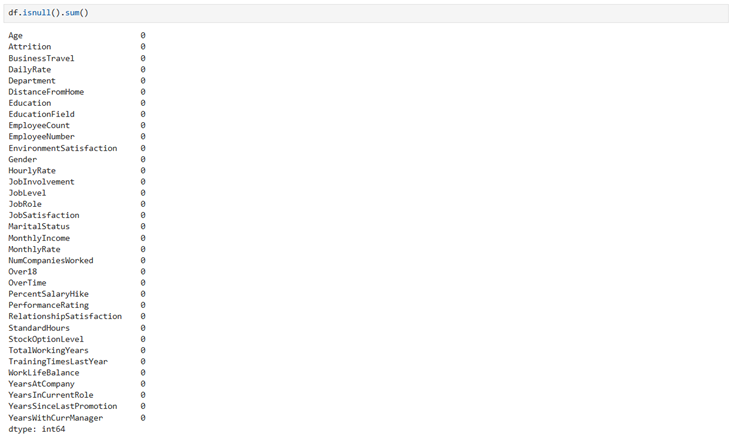 df.isnull().sum()
Age 0
Attrition 0
BusinessTravel 0
DailyRate 0
Department 0
DistanceFromHome 0
Education 0
EducationField 0
EmployeeCount 0
EmployeeNumber 0
EnvironmentSatisfaction 0
Gender 0
HourlyRate 0
JobInvolvement 0
JobLevel 0
JobRole 0
JobSatisfaction 0
MaritalStatus 0
MonthlyIncome 0
MonthlyRate 0
NumCompaniesWorked 0
Over18 0
OverTime 0
PercentSalaryHike 0
PerformanceRating 0
RelationshipSatisfaction 0
StandardHours 0
StockOptionLevel 0
TotalWorkingYears 0
TrainingTimesLastYear 0
WorkLifeBalance 0
YearsAtCompany 0
YearsInCurrentRole 0
YearsSinceLastPromotion 0
YearsWithCurrManager 0
dtype: int64